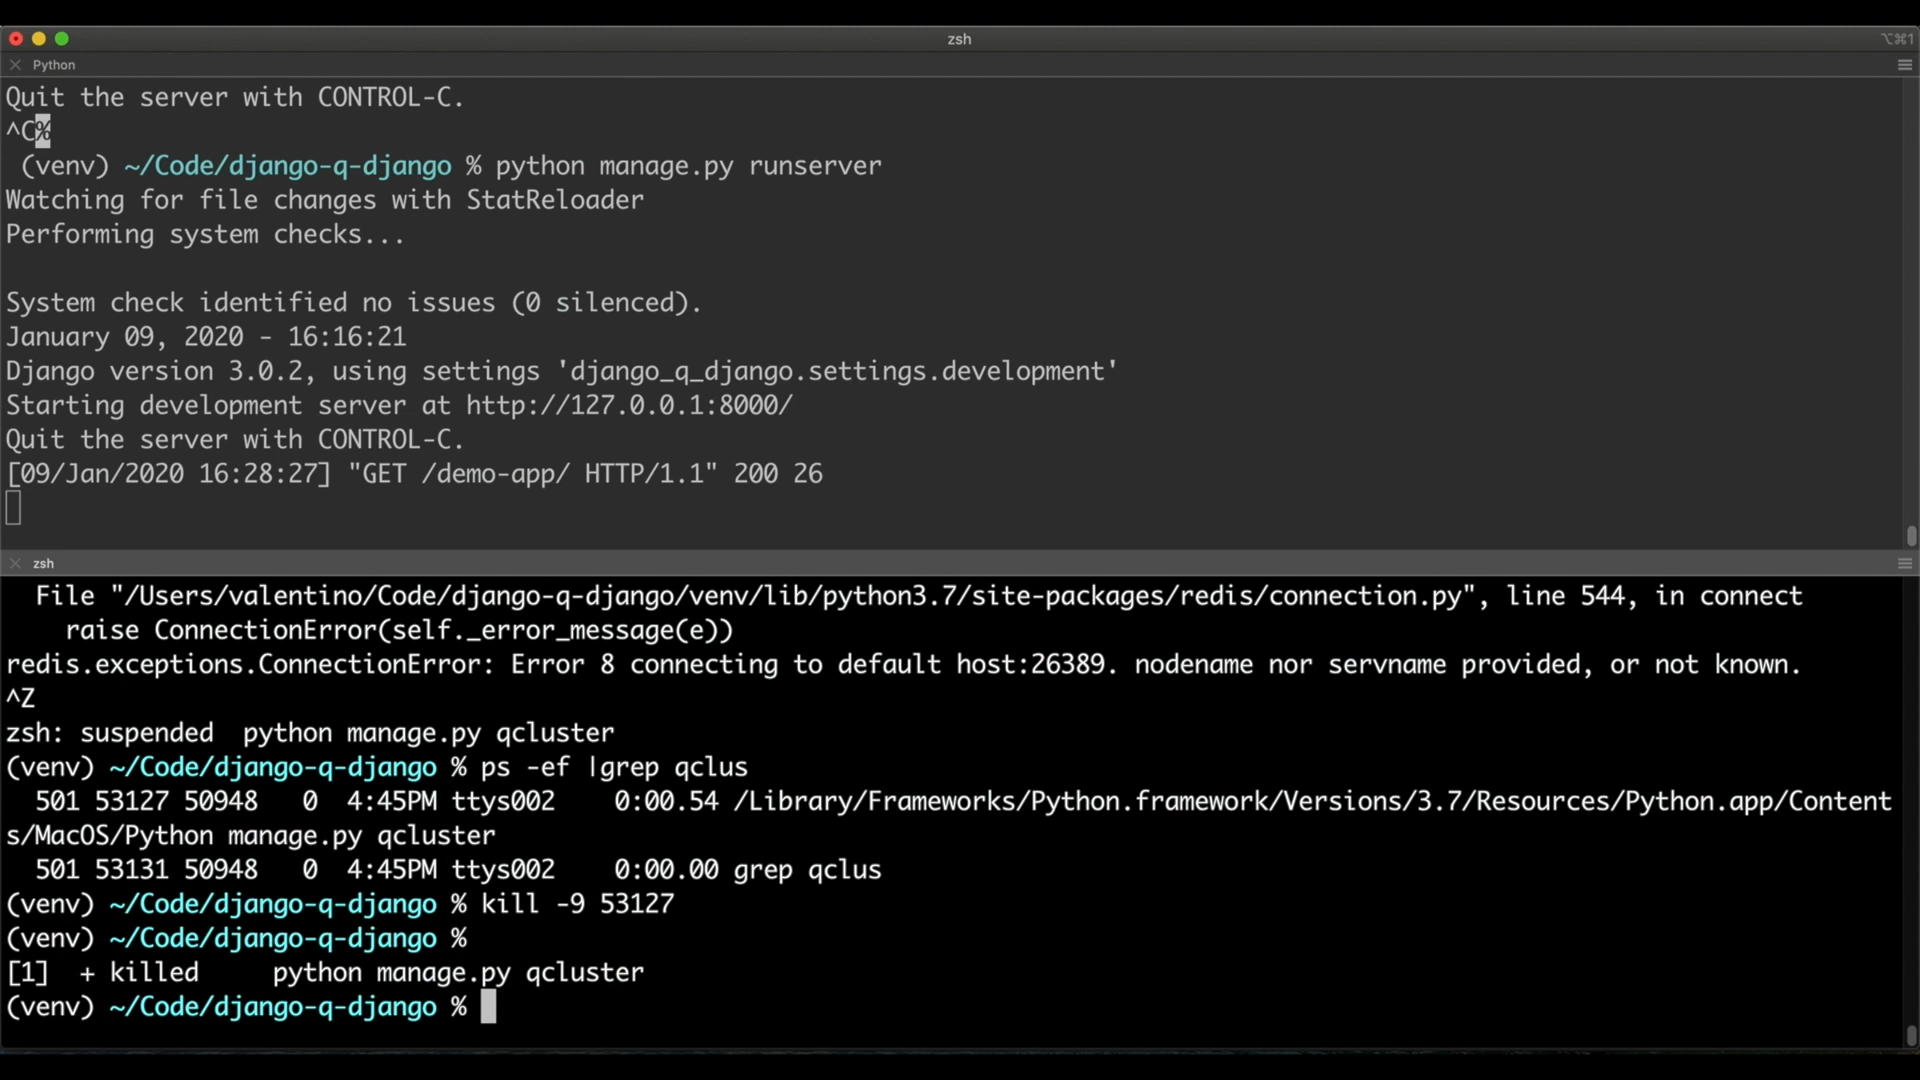 zsh
⌥⌘1
Python
Quit the server with CONTROL-C.
^C%
(venv) ~/Code/django-q-django % python manage.py runserver
Watching for file changes with StatReloader
Performing system checks...
System check identified no issues (0 silenced).
January 09, 2020 - 16:16:21
Django version 3.0.2, using settings 'django_q_django.settings.development'
Starting development server at http://127.0.0.1:8000/
Quit the server with CONTROL-C.
[09/Jan/2020 16:28:27] "GET /demo-app/ HTTP/1.1" 200 26
zsh
File "/Users/valentino/Code/django-q-django/venv/lib/python3.7/site-packages/redis/connection.py", line 544, in connect
raise ConnectionError(self._error_message(e))
redis.exceptions.ConnectionError: Error 8 connecting to default host:26389. nodename nor servname provided, or not known.
^Z
zsh: suspended  python manage.py qcluster
(venv) ~/Code/django-q-django % ps -ef |grep qclus
501 53127 50948   0  4:45PM ttys002    0:00.54 /Library/Frameworks/Python.framework/Versions/3.7/Resources/Python.app/Content
s/MacOS/Python manage.py qcluster
501 53131 50948   0  4:45PM ttys002    0:00.00 grep qclus
(venv) ~/Code/django-q-django % kill -9 53127
(venv) ~/Code/django-q-django %
[1]  + killed     python manage.py qcluster
(venv) ~/Code/django-q-django %